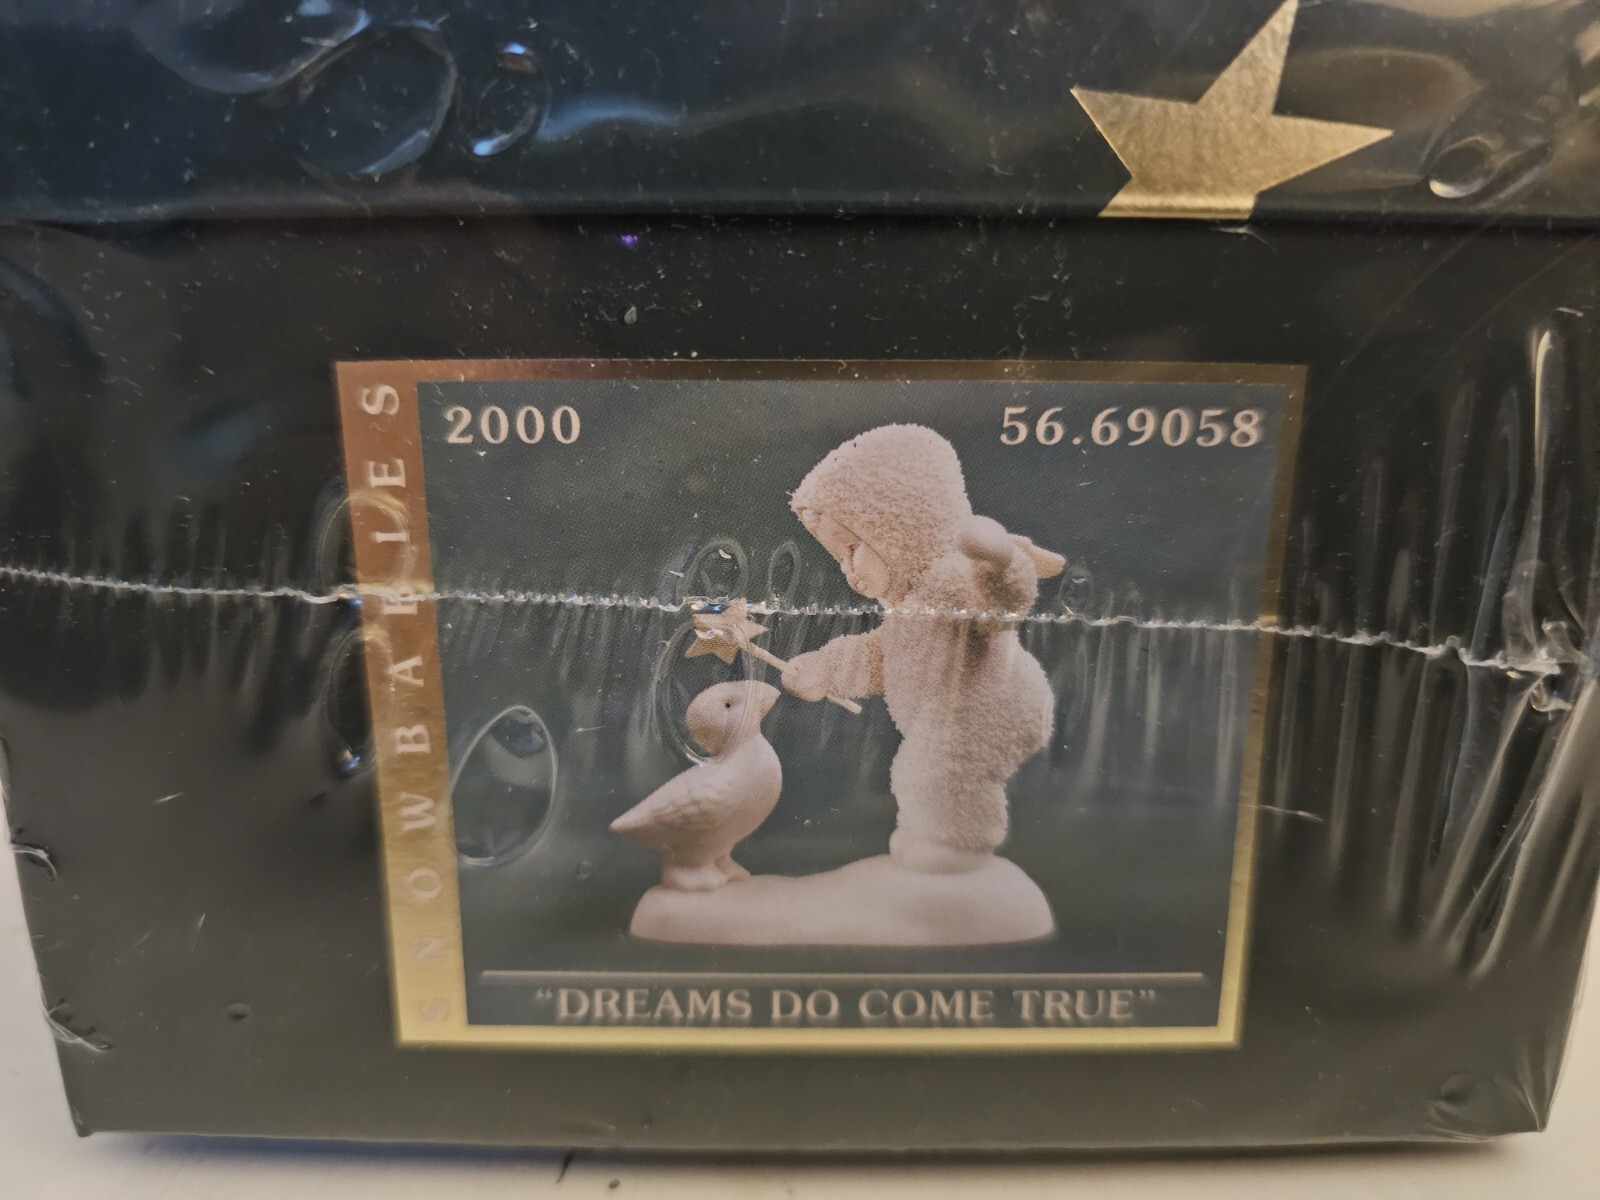 2000
56.69058
SNOWBABIES
“DREAMS DO COME TRUE”